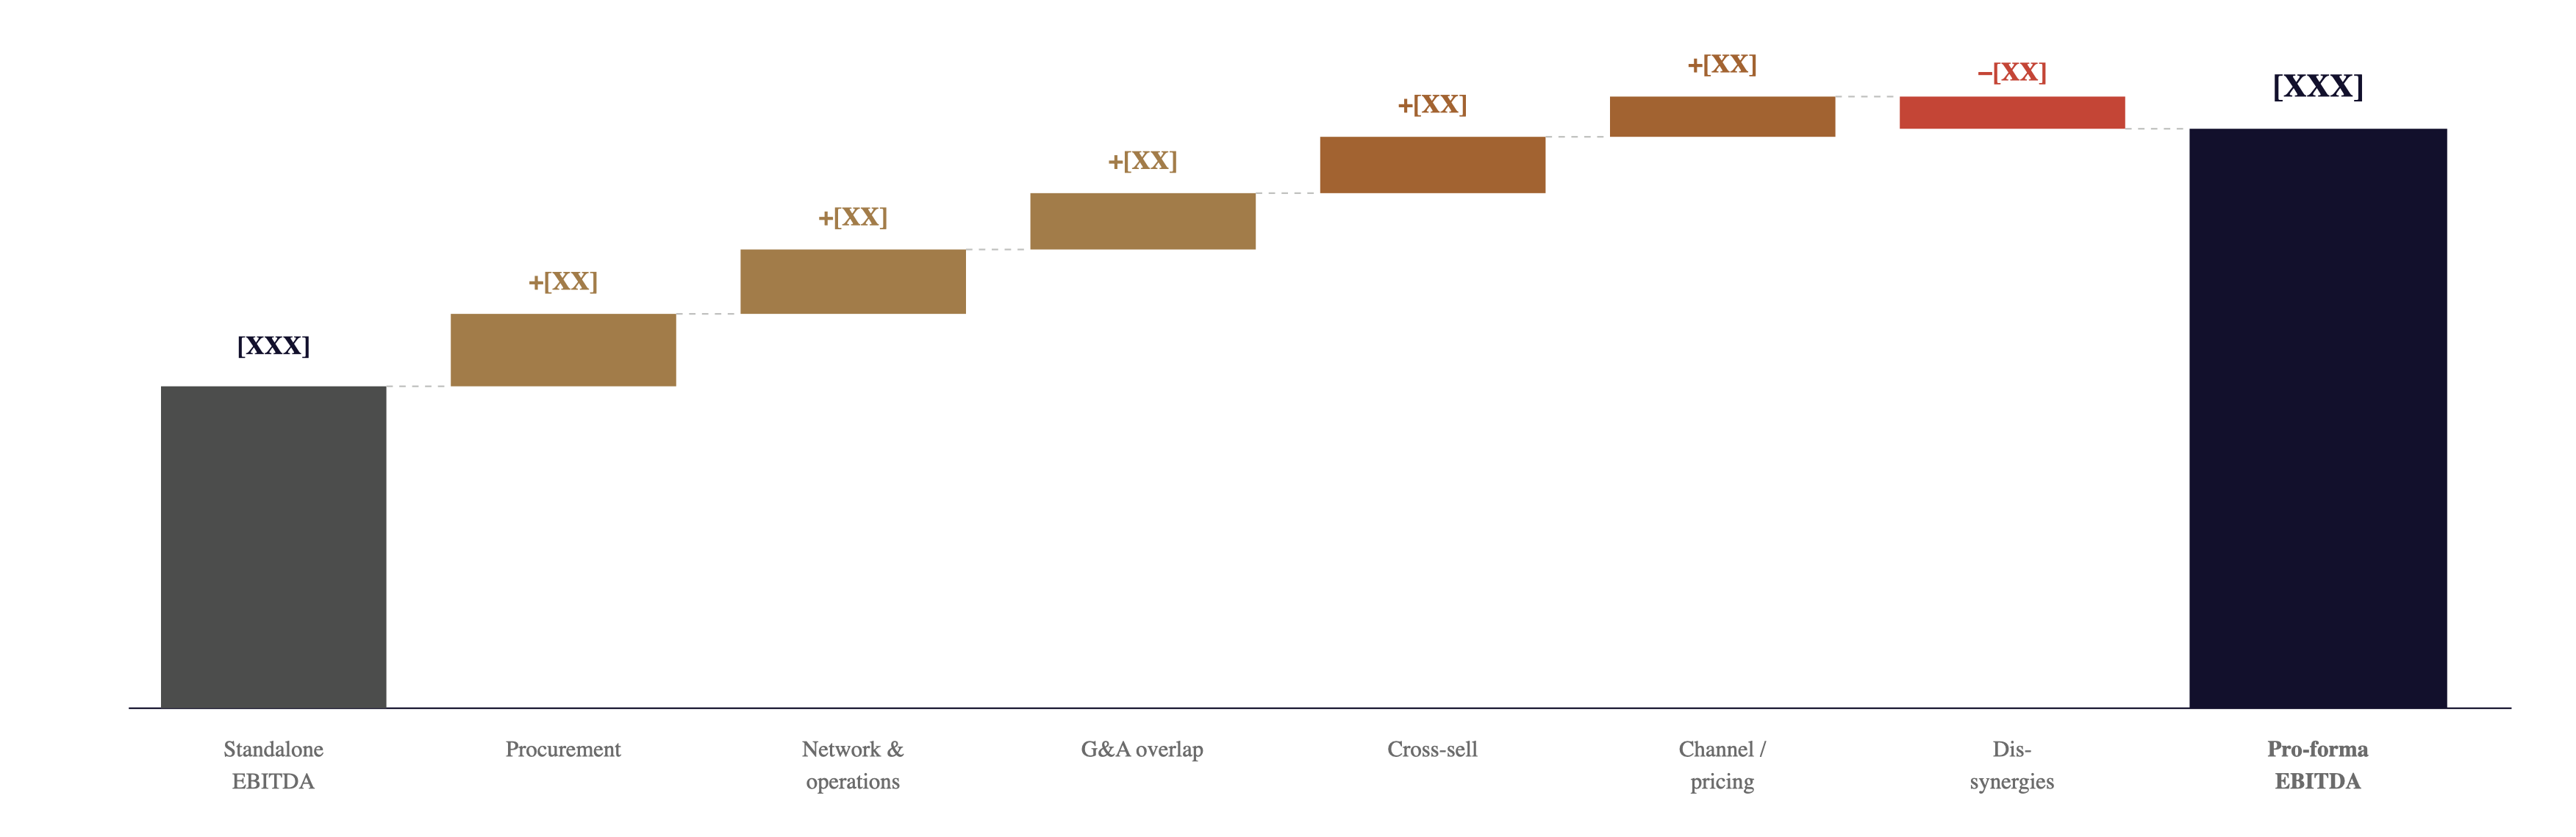 [XXX]
+[XX]
+[XX]
+[XX]
+[XX]
+[XX]
–[XX]
[XXX]
Standalone
EBITDA
Procurement
Network &
operations
G&A overlap
Cross-sell
Channel /
pricing
Dis-
synergies
Pro-forma
EBITDA